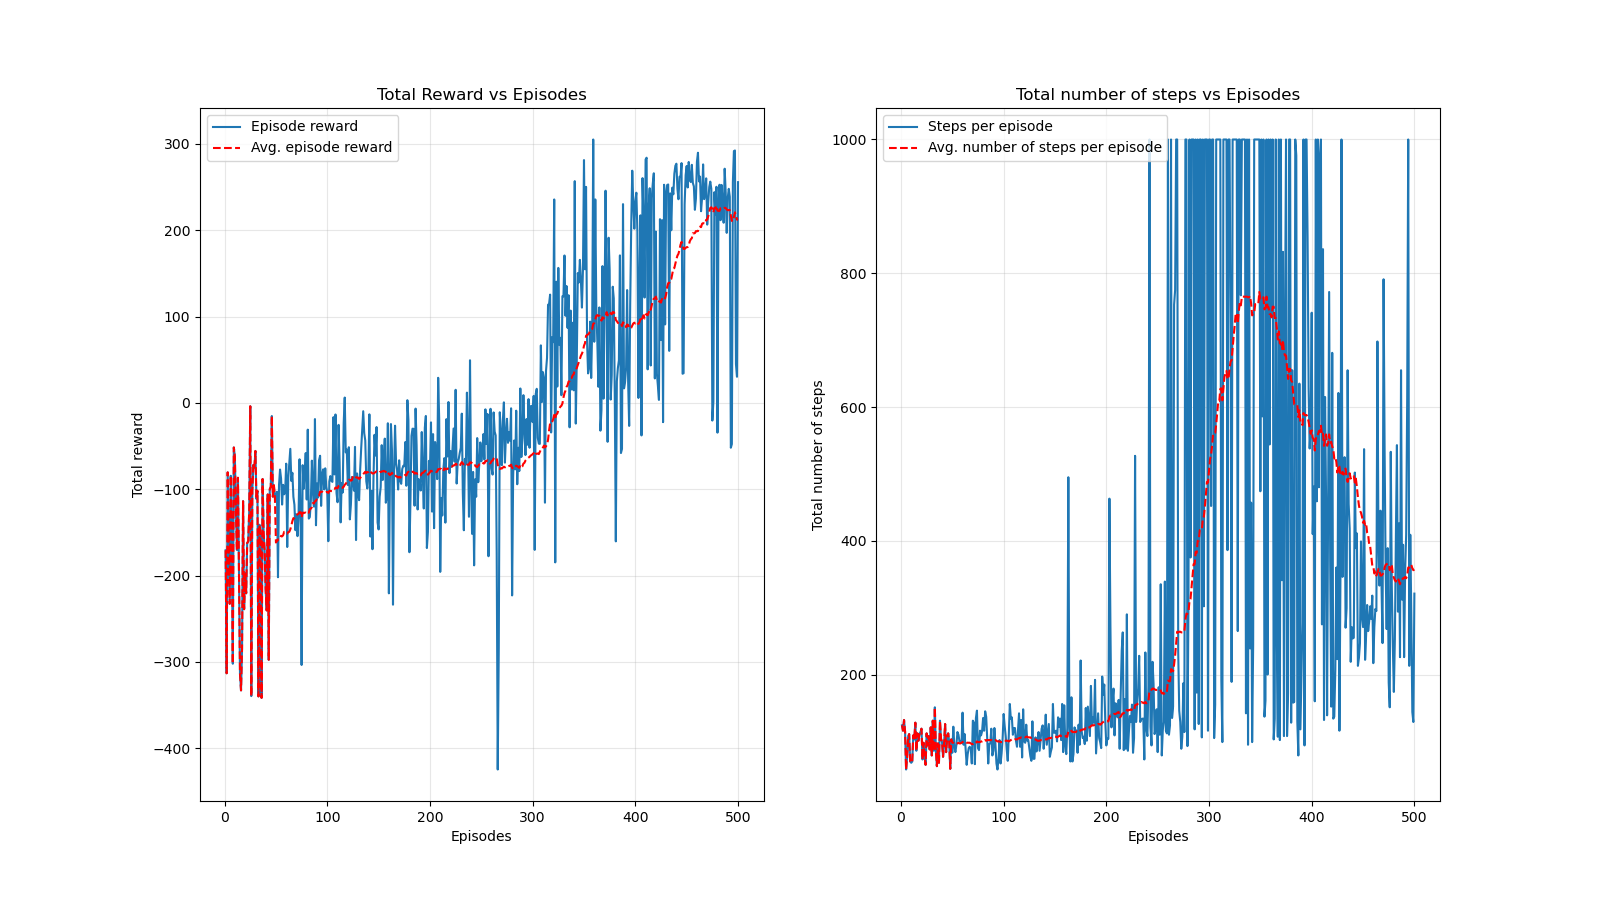 Total Reward vs Episodes
Episode reward
Avg. episode reward
300
200
100
0
−100
−200
−300
−400
Total reward
0
100
200
300
400
500
Episodes
Total number of steps vs Episodes
Steps per episode
Avg. number of steps per episode
1000
800
600
400
200
Total number of steps
0
100
200
300
400
500
Episodes